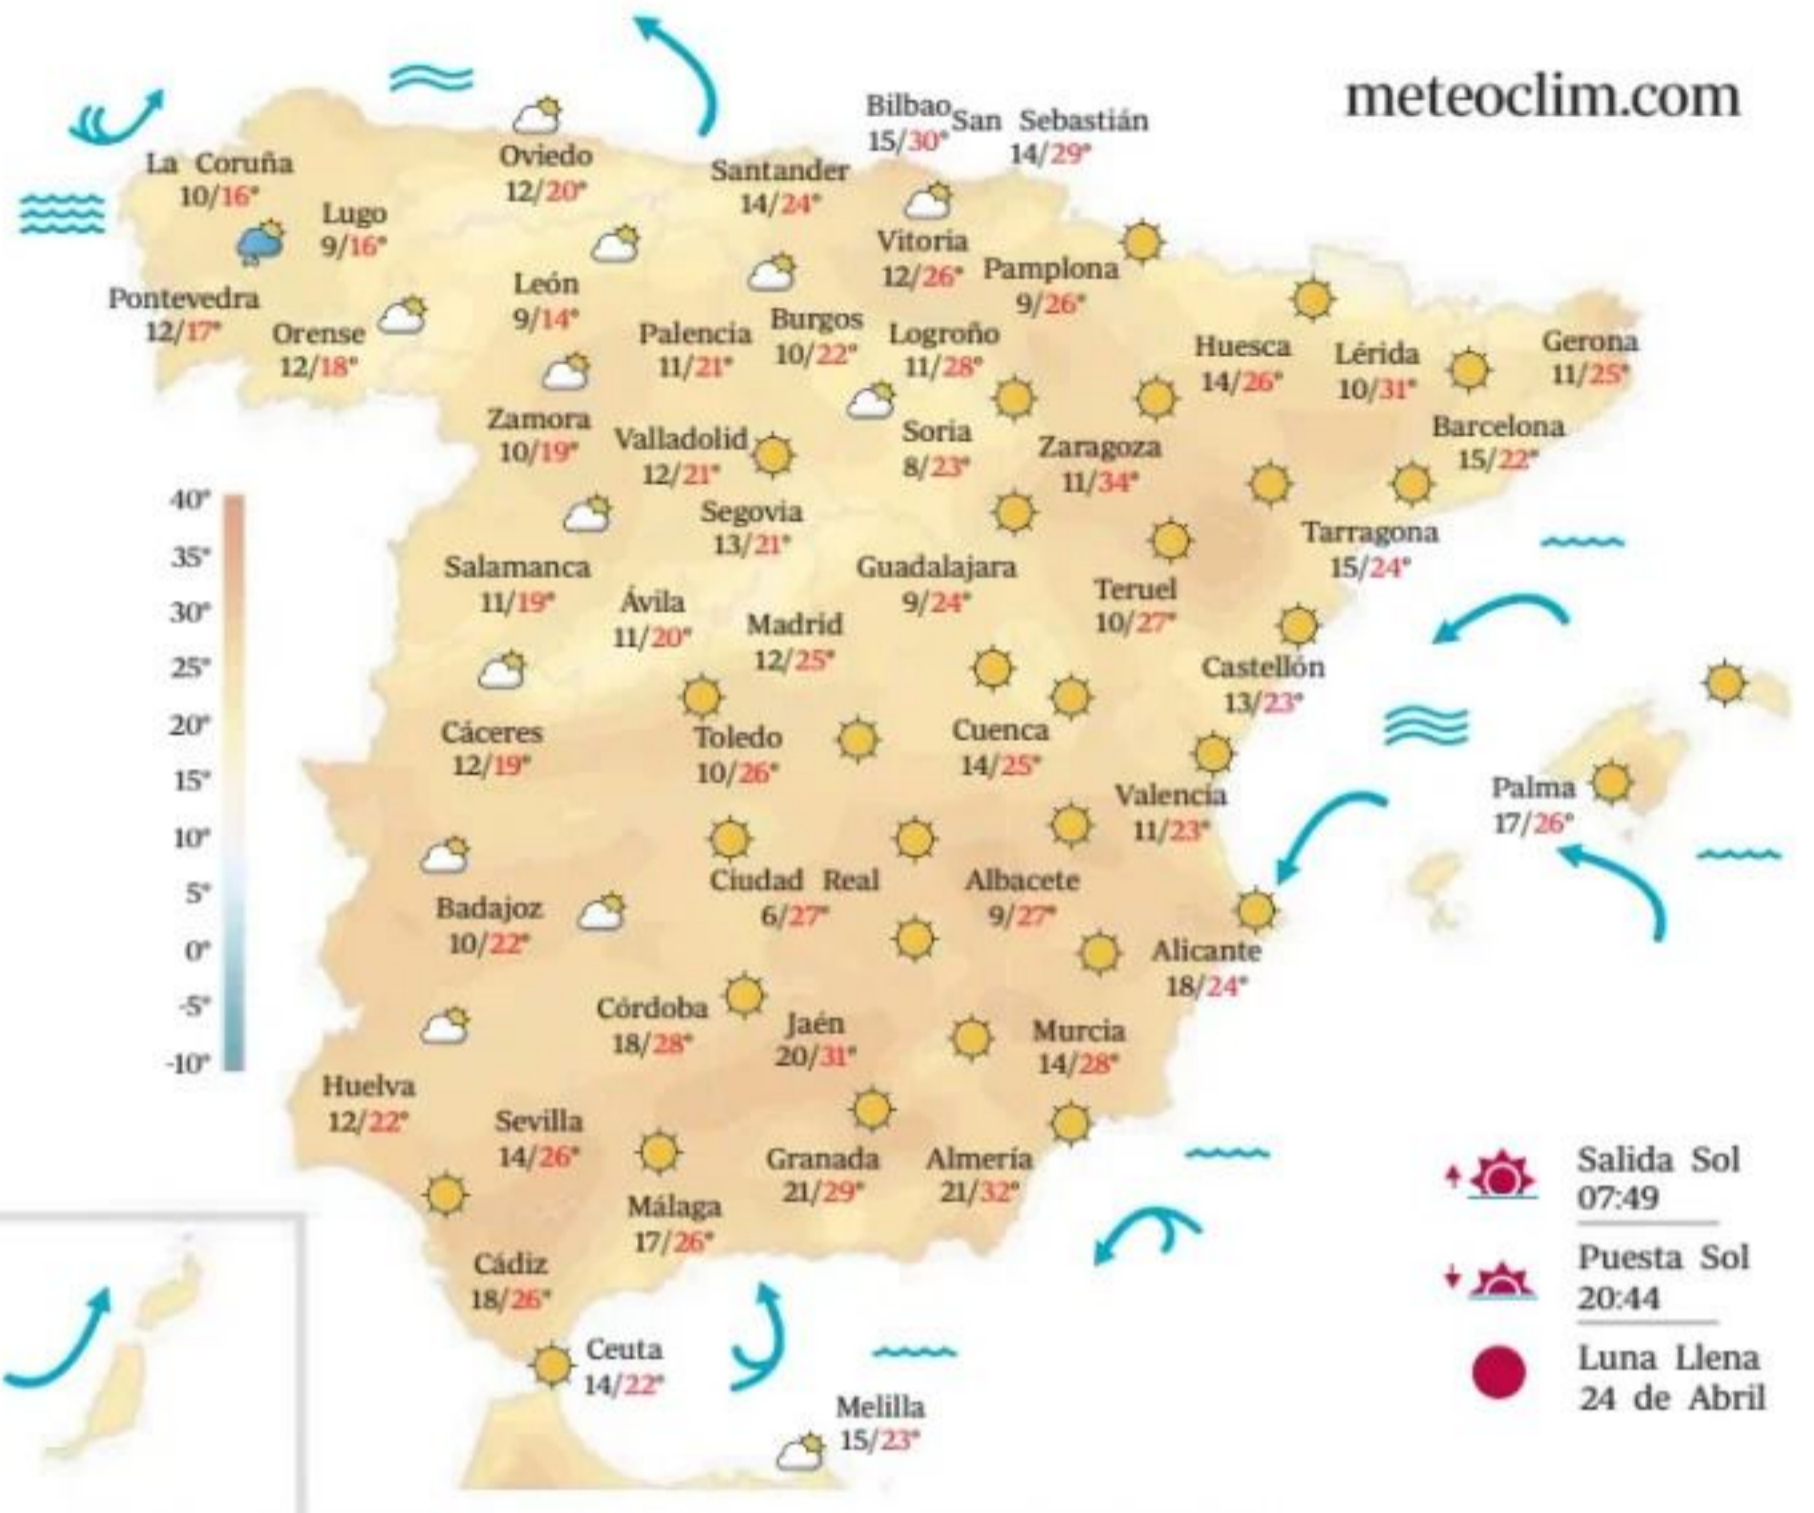 meteoclim.com
Bilbao
15/30°
San Sebastián
14/29°
La Coruña
10/16°
Oviedo
12/20°
Santander
14/24°
Lugo
9/16°
Vitoria
12/26°
Pamplona
9/26°
Pontevedra
12/17°
Orense
12/18°
León
9/14°
Palencia
11/21°
Burgos
10/22°
Logroño
11/28°
Huesca
14/26°
Lérida
10/31°
Gerona
11/25°
Zamora
10/19°
Valladolid
12/21°
Soria
8/23°
Zaragoza
11/34°
Barcelona
15/22°
Segovia
13/21°
Tarragona
15/24°
Salamanca
11/19°
Ávila
11/20°
Madrid
12/25°
Guadalajara
9/24°
Teruel
10/27°
Castellón
13/23°
Cáceres
12/19°
Toledo
10/26°
Cuenca
14/25°
Valencia
11/23°
Palma
17/26°
Badajoz
10/22°
Ciudad Real
6/27°
Albacete
9/27°
Alicante
18/24°
Córdoba
18/28°
Jaén
20/31°
Murcia
14/28°
Huelva
12/22°
Sevilla
14/26°
Málaga
17/26°
Granada
21/29°
Almería
21/32°
Cádiz
18/26°
Ceuta
14/22°
Melilla
15/23°
40°
35°
30°
25°
20°
15°
10°
5°
0°
-5°
-10°
Salida Sol
07:49
Puesta Sol
20:44
Luna Llena
24 de Abril